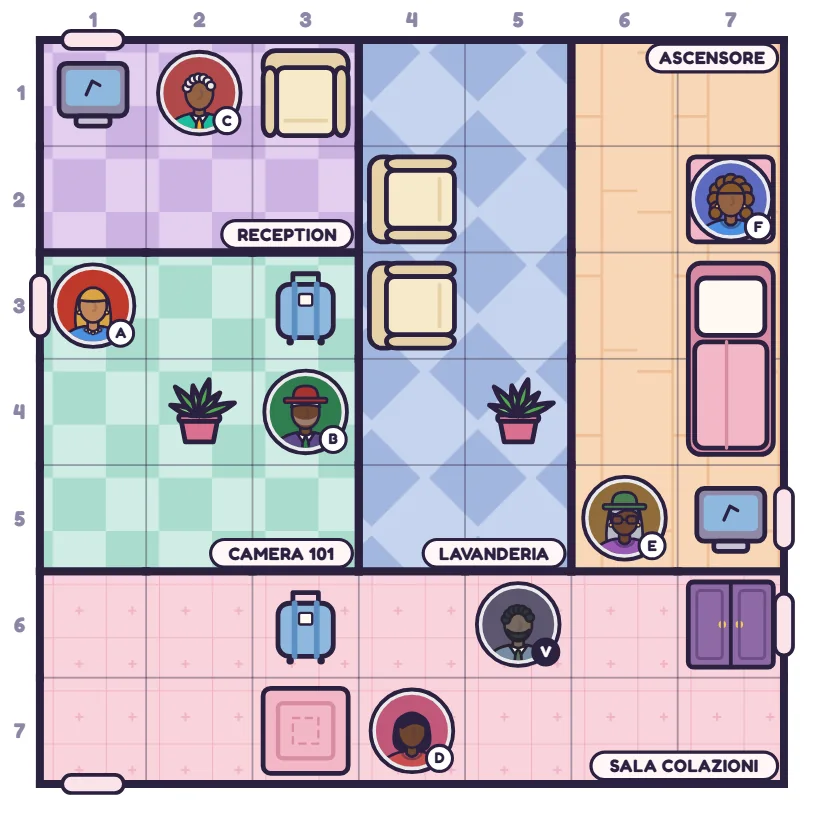 1 2 3 4 5 6 7
ASCENSORE
1
C
2
F
RECEPTION
3
A
4
B
5
E
CAMERA 101
LAVANDERIA
6
V
7
D
SALA COLAZIONI